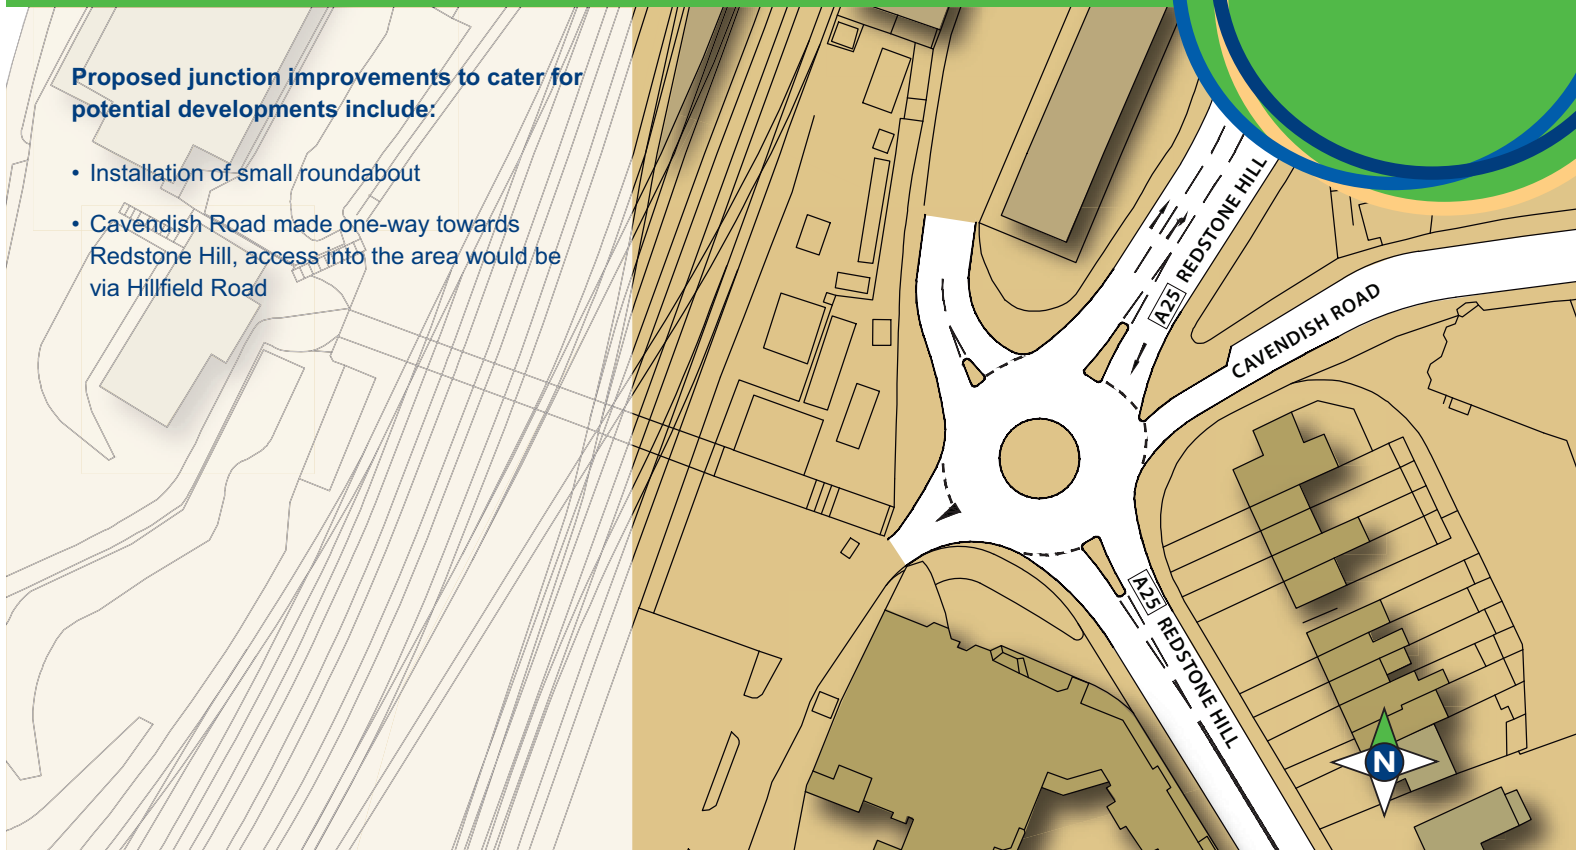 Proposed junction improvements to cater for
potential developments include:
• Installation of small roundabout
• Cavendish Road made one-way towards
Redstone Hill, access into the area would be
via Hillfield Road
A25 REDSTONE HILL
CAVENDISH ROAD
A25 REDSTONE HILL
N